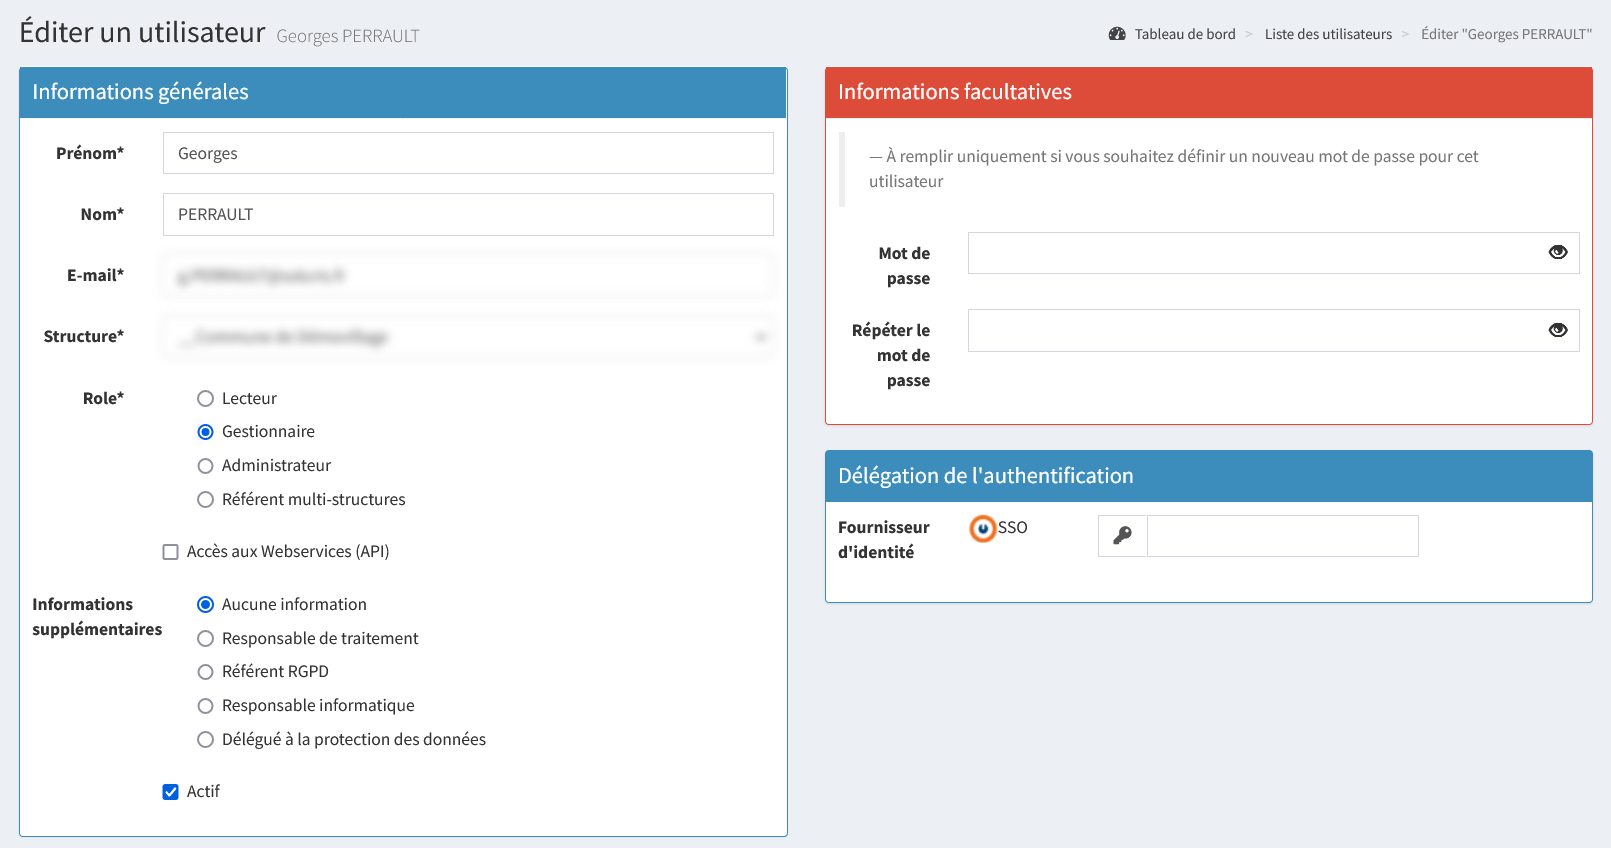 Éditer un utilisateur Georges PERRAULT
Tableau de bord > Liste des utilisateurs > Éditer "Georges PERRAULT"
Informations générales
Prénom* Georges
Nom* PERRAULT
E-mail*
Structure*
Role* Lecteur
Gestionnaire
Administrateur
Référent multi-structures
Accès aux Webservices (API)
Informations supplémentaires
Aucune information
Responsable de traitement
Référent RGPD
Responsable informatique
Délégué à la protection des données
Actif
Informations facultatives
— À remplir uniquement si vous souhaitez définir un nouveau mot de passe pour cet
utilisateur
Mot de
passe
Répéter le
mot de
passe
Délégation de l'authentification
Fournisseur
d'identité
SSO